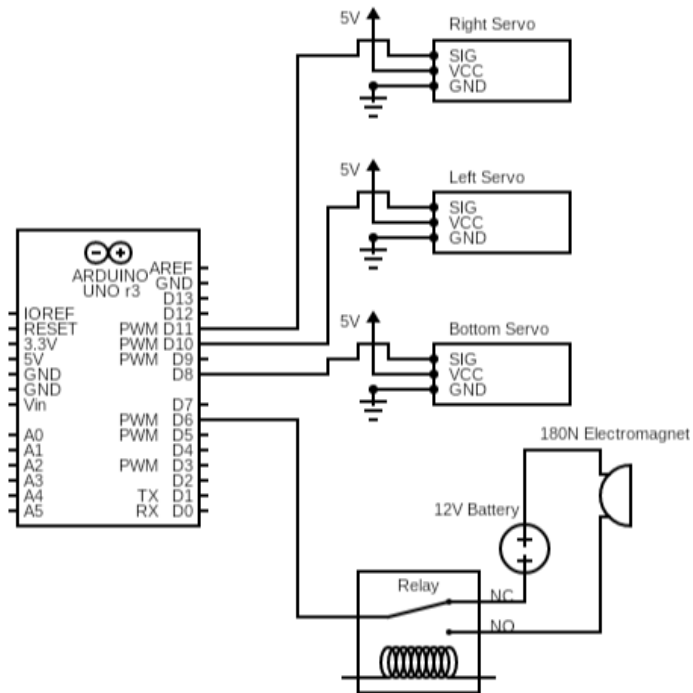 5V
Right Servo
SIG
VCC
GND
5V
Left Servo
SIG
VCC
GND
5V
Bottom Servo
SIG
VCC
GND
ARDUINO
UNO r3
IOREF
RESET
3.3V
5V
GND
GND
Vin
A0
A1
A2
A3
A4
A5
AREF
GND
D13
D12
PWM D11
PWM D10
PWM D9
D8
D7
PWM D6
PWM D5
D4
PWM D3
D2
TX D1
RX D0
180N Electromagnet
12V Battery
Relay
NC
NO